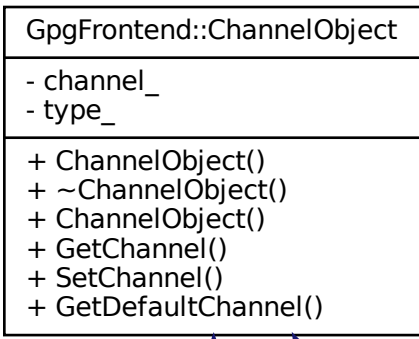 GpgFrontend::ChannelObject
- channel_
- type_
+ ChannelObject()
+ ~ChannelObject()
+ ChannelObject()
+ GetChannel()
+ SetChannel()
+ GetDefaultChannel()